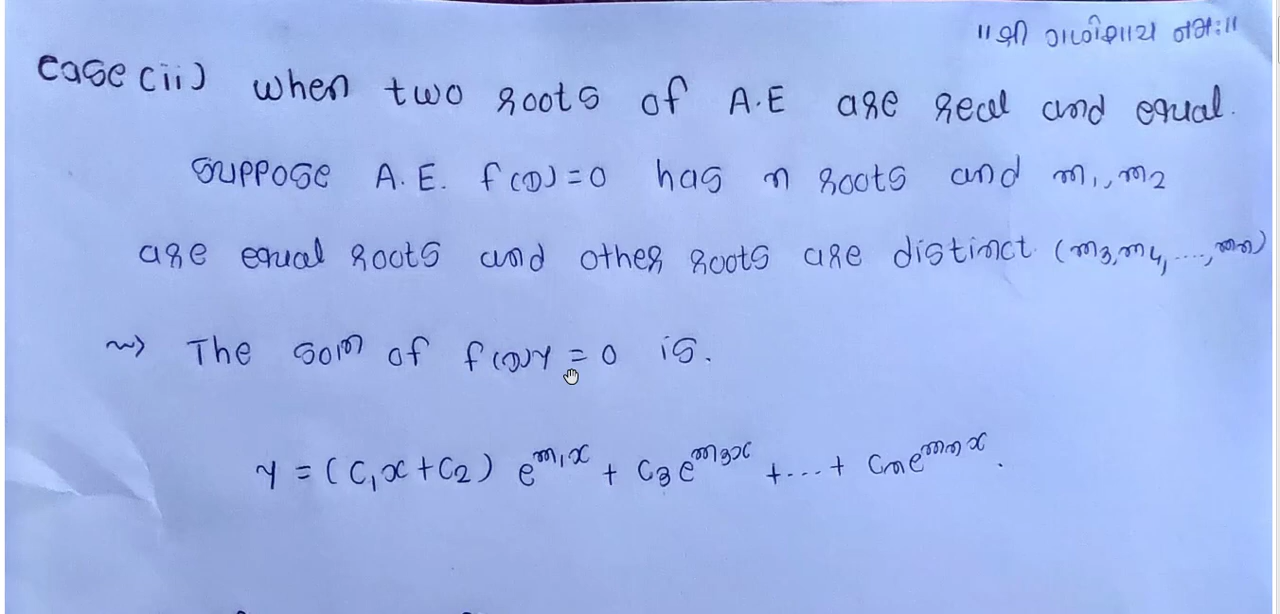 ॥શ્રી ગણેશાય નમઃ॥
Case (ii) when two roots of A.E are real and equal.
Suppose A.E. f(D)=0 has n roots and m₁, m₂
are equal roots and other roots are distinct (m₃, m₄, ...., mₙ)
⇝ The solⁿ of f(D)y = 0 is.
y = (c₁x + c₂) e^{m₁x} + c₃e^{m₃x} + .... + cₙe^{mₙx}.